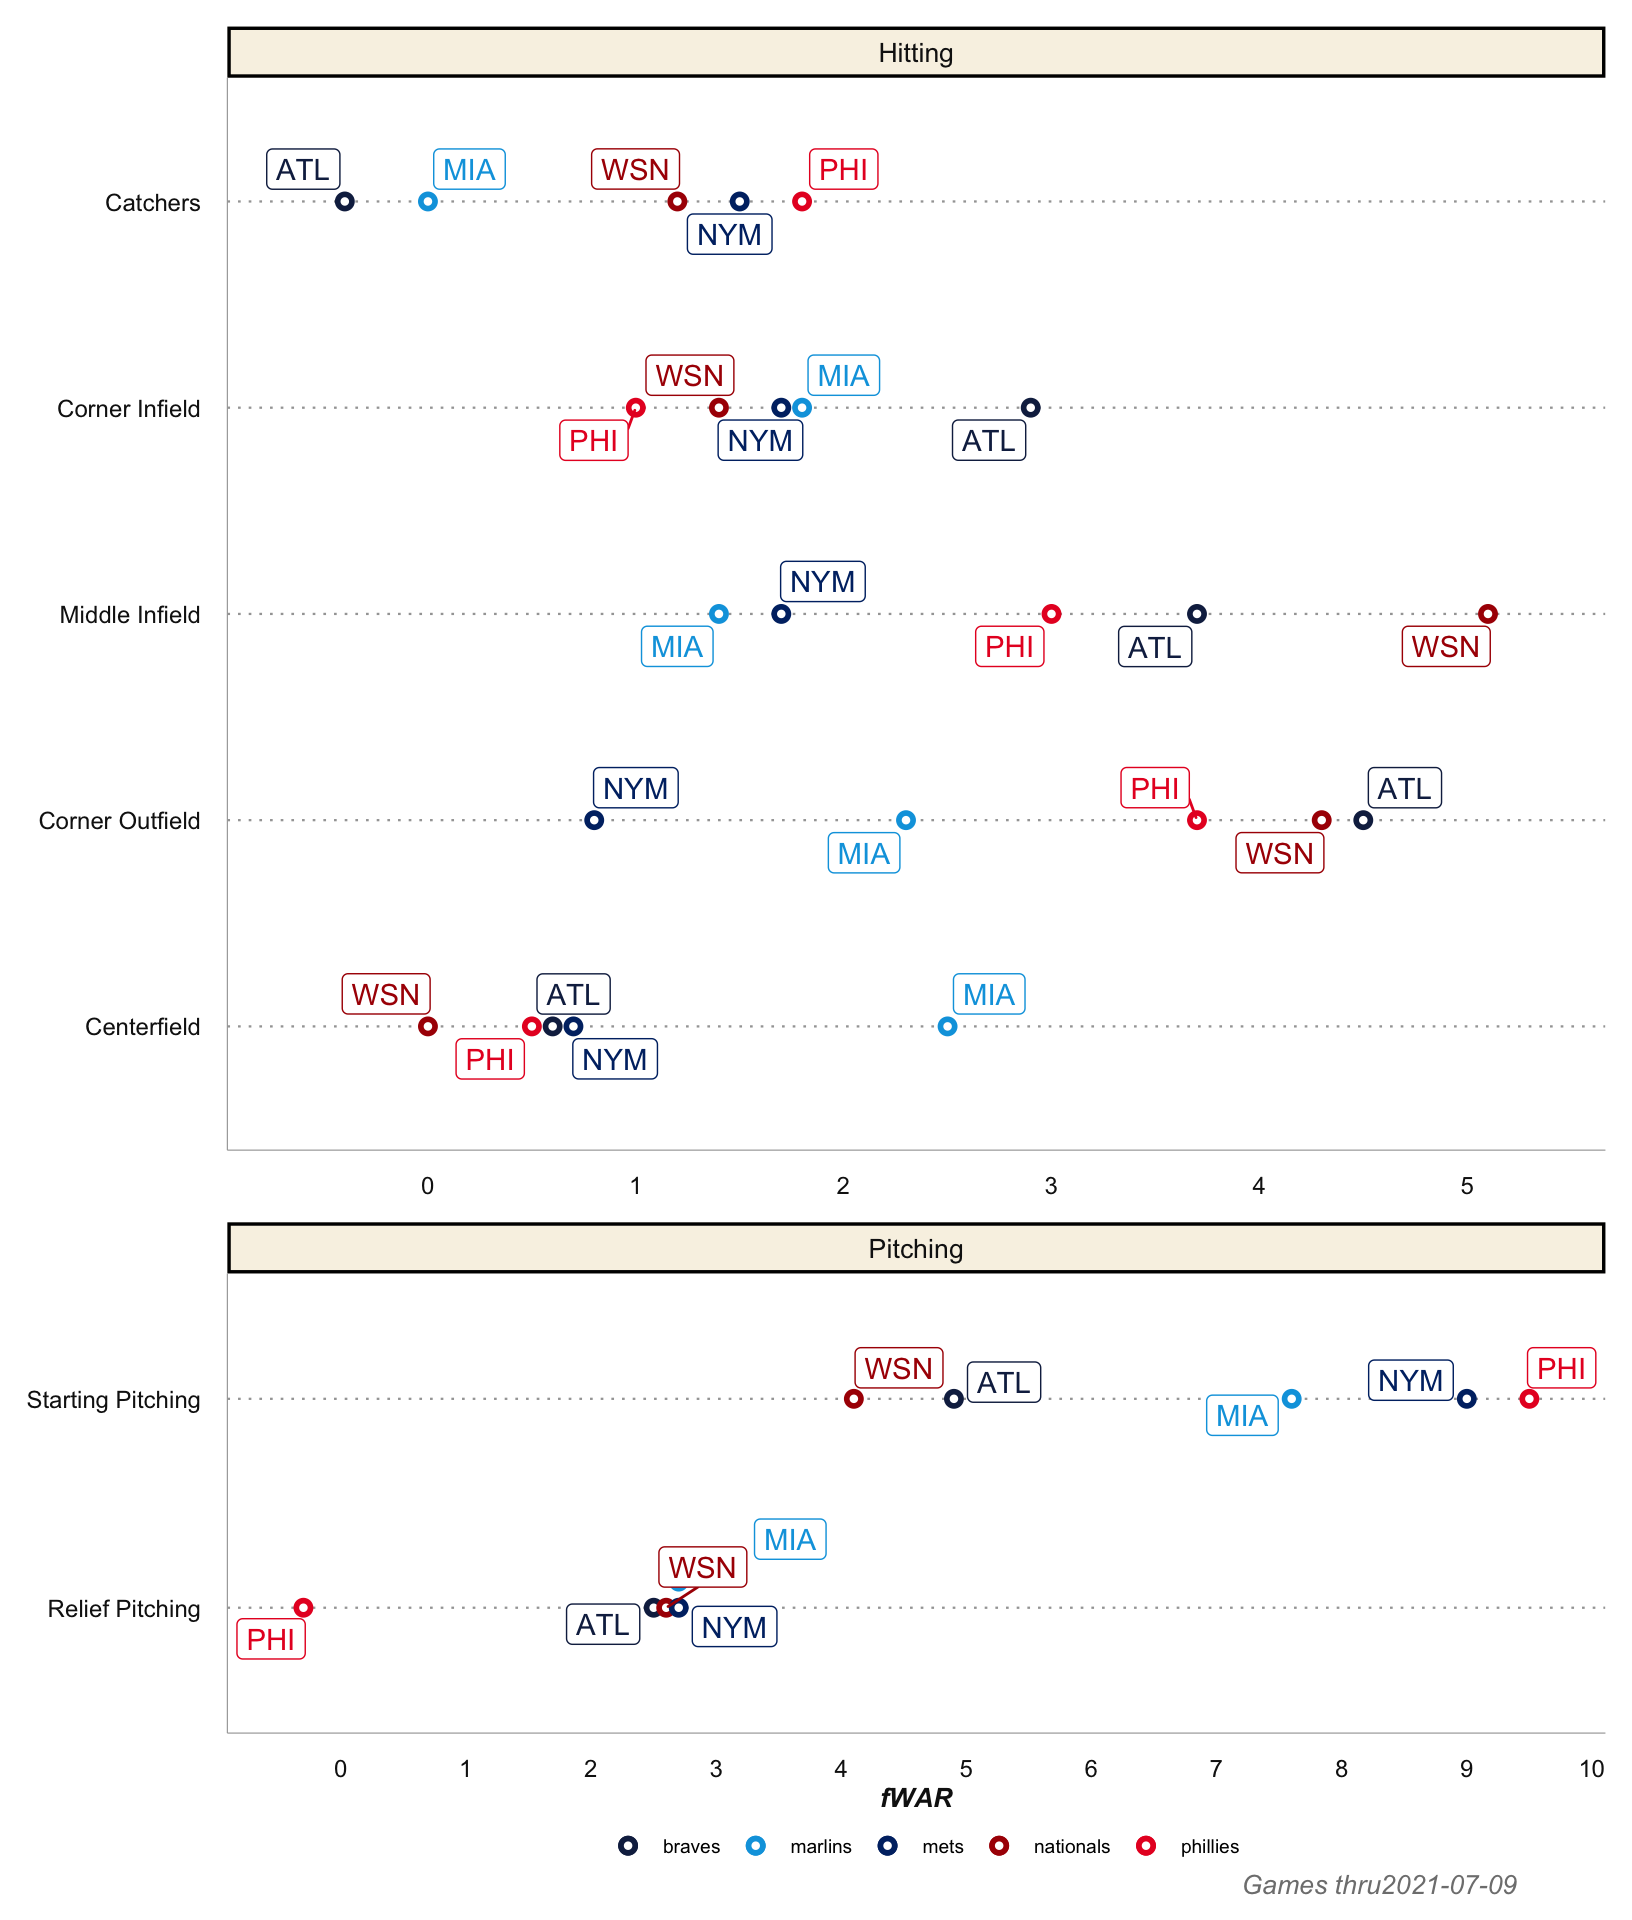 Hitting
ATL MIA WSN PHI
Catchers
NYM
WSN MIA
Corner Infield
PHI NYM ATL
NYM
Middle Infield
MIA PHI ATL WSN
NYM PHI ATL
Corner Outfield
MIA WSN
WSN ATL MIA
Centerfield
PHI NYM
0 1 2 3 4 5
Pitching
WSN ATL NYM PHI
Starting Pitching
MIA
MIA
WSN
Relief Pitching
PHI ATL NYM
0 1 2 3 4 5 6 7 8 9 10
fWAR
braves marlins mets nationals phillies
Games thru2021-07-09